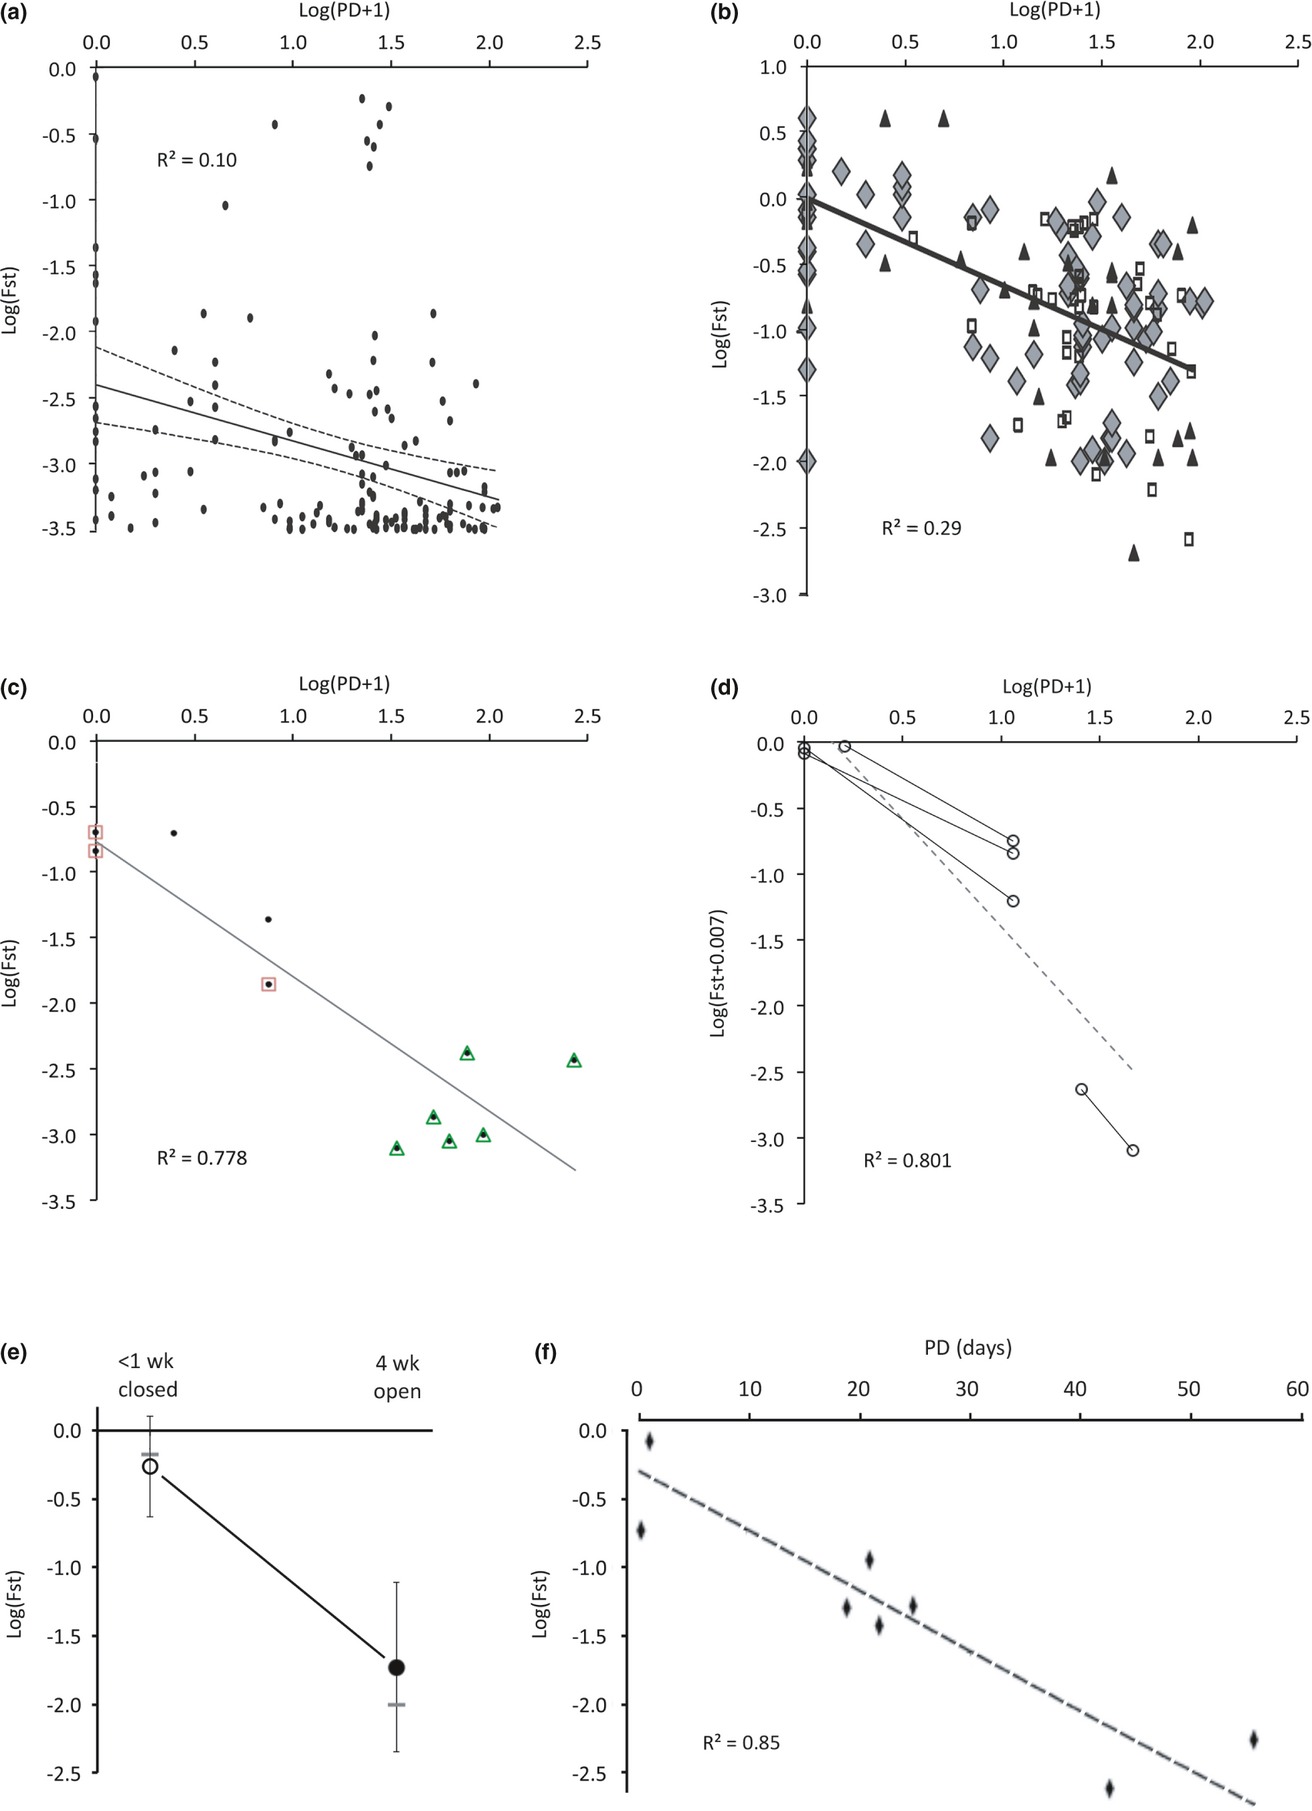 (a)
Log(PD+1)
0.0 0.5 1.0 1.5 2.0 2.5
0.0
-0.5
-1.0
-1.5
-2.0
-2.5
-3.0
-3.5
Log(Fst)
R² = 0.10
(b)
Log(PD+1)
0.0 0.5 1.0 1.5 2.0 2.5
1.0
0.5
0.0
-0.5
-1.0
-1.5
-2.0
-2.5
-3.0
Log(Fst)
R² = 0.29
(c)
Log(PD+1)
0.0 0.5 1.0 1.5 2.0 2.5
0.0
-0.5
-1.0
-1.5
-2.0
-2.5
-3.0
-3.5
Log(Fst)
R² = 0.778
(d)
Log(PD+1)
0.0 0.5 1.0 1.5 2.0 2.5
0.0
-0.5
-1.0
-1.5
-2.0
-2.5
-3.0
-3.5
Log(Fst+0.007)
R² = 0.801
(e)
<1 wk
closed
4 wk
open
0.0
-0.5
-1.0
-1.5
-2.0
-2.5
Log(Fst)
(f)
PD (days)
0 10 20 30 40 50 60
0.0
-0.5
-1.0
-1.5
-2.0
-2.5
Log(Fst)
R² = 0.85